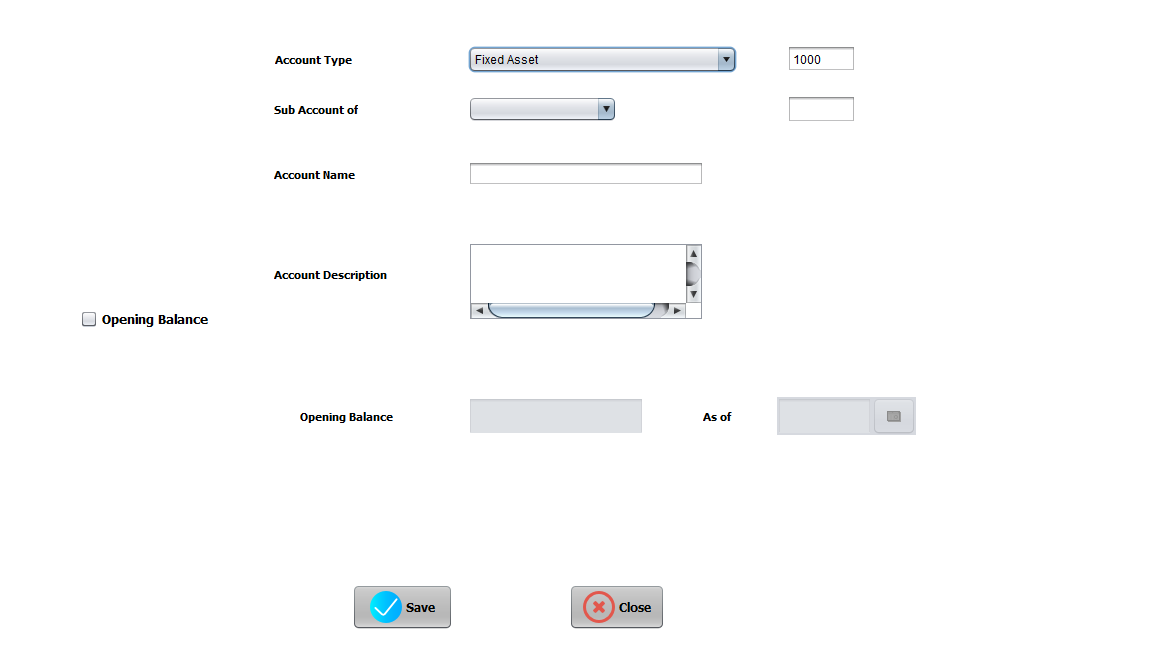 Account Type
Fixed Asset
1000
Sub Account of
Account Name
Account Description
Opening Balance
Opening Balance
As of
Save
Close